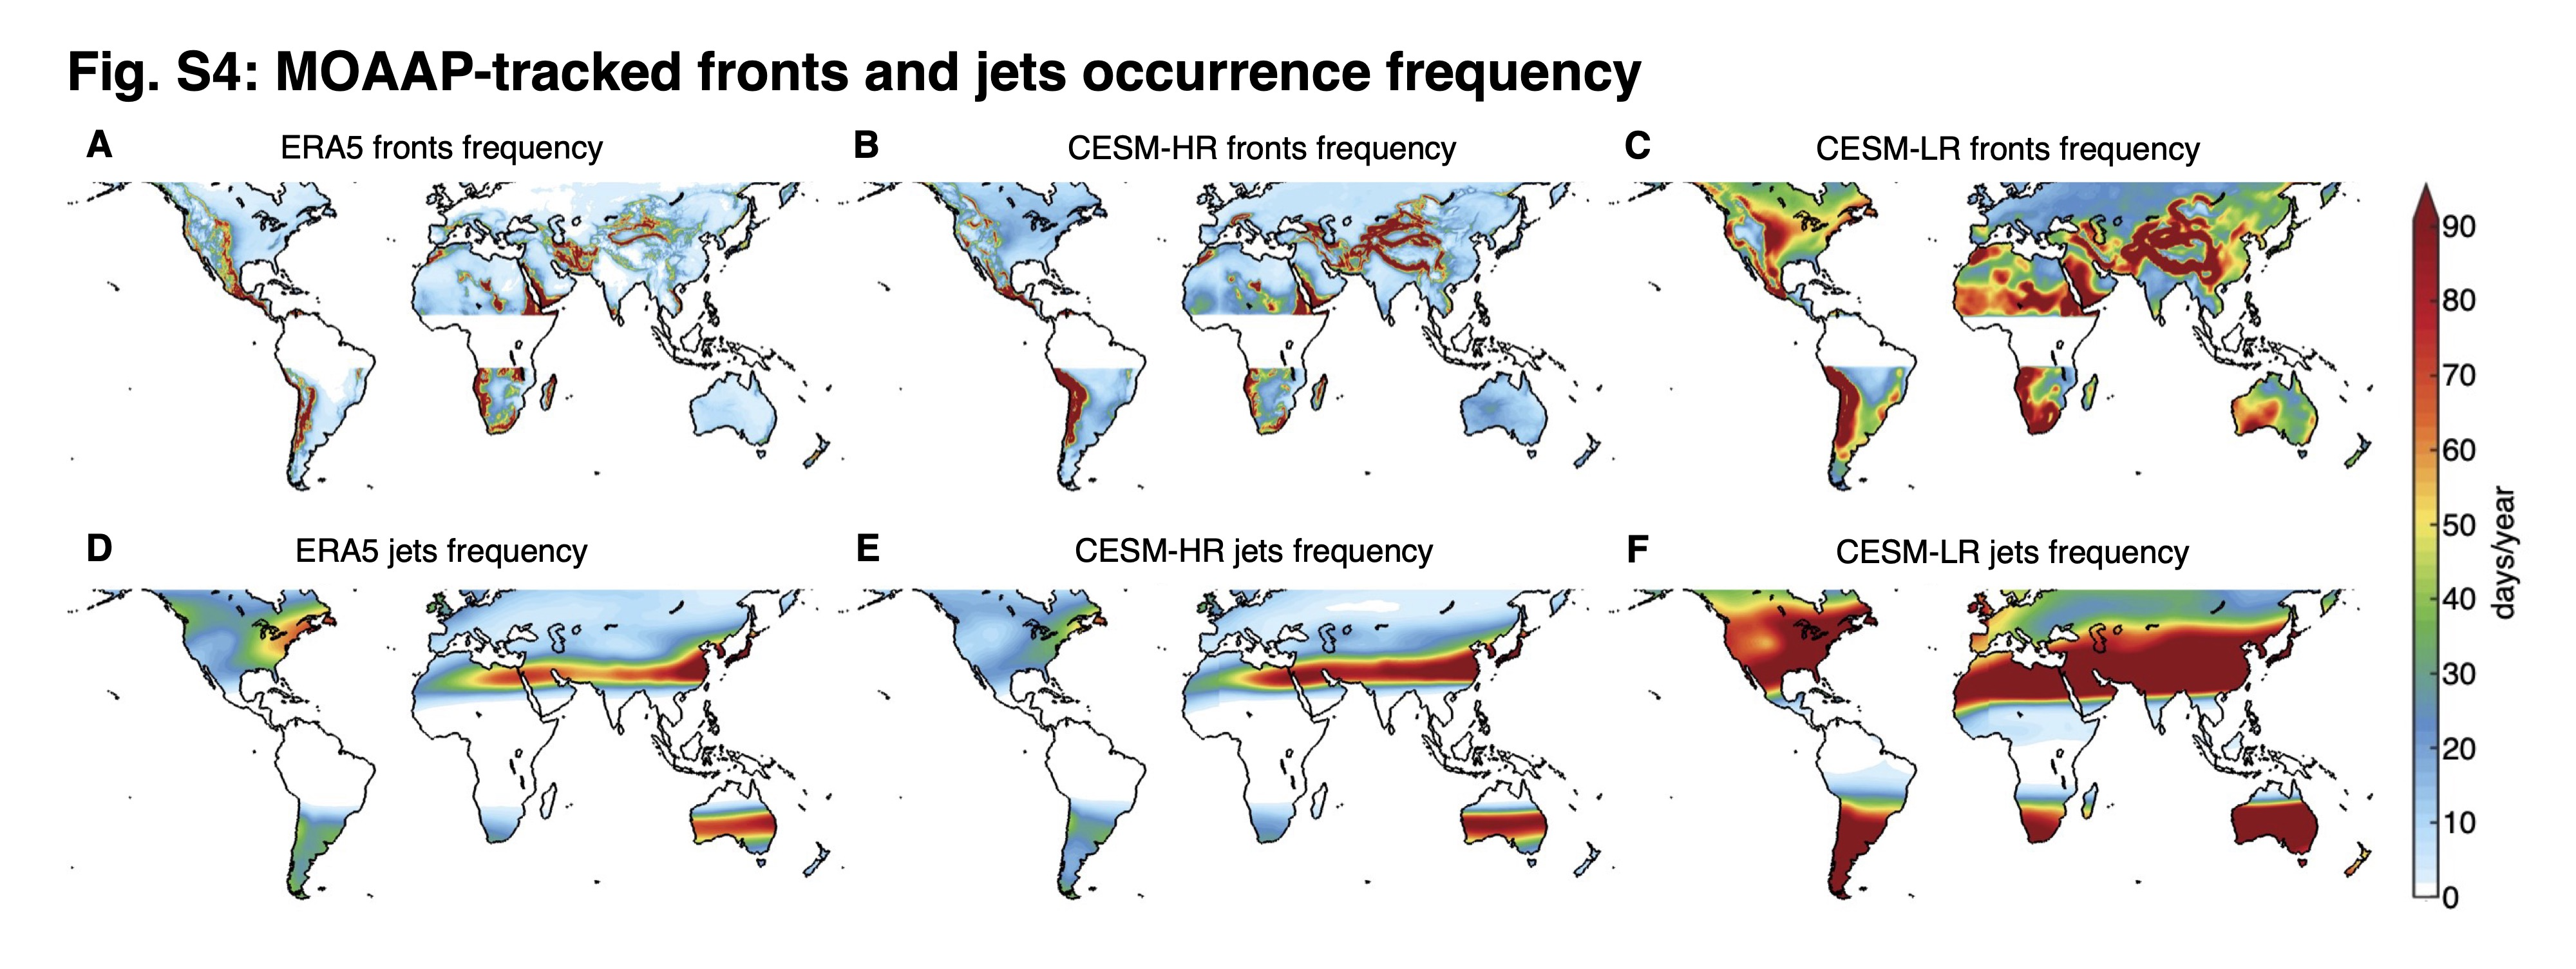 Fig. S4: MOAAP-tracked fronts and jets occurrence frequency
A
ERA5 fronts frequency
B
CESM-HR fronts frequency
C
CESM-LR fronts frequency
D
ERA5 jets frequency
E
CESM-HR jets frequency
F
CESM-LR jets frequency
90
80
70
60
50
40
30
20
10
0
days/year